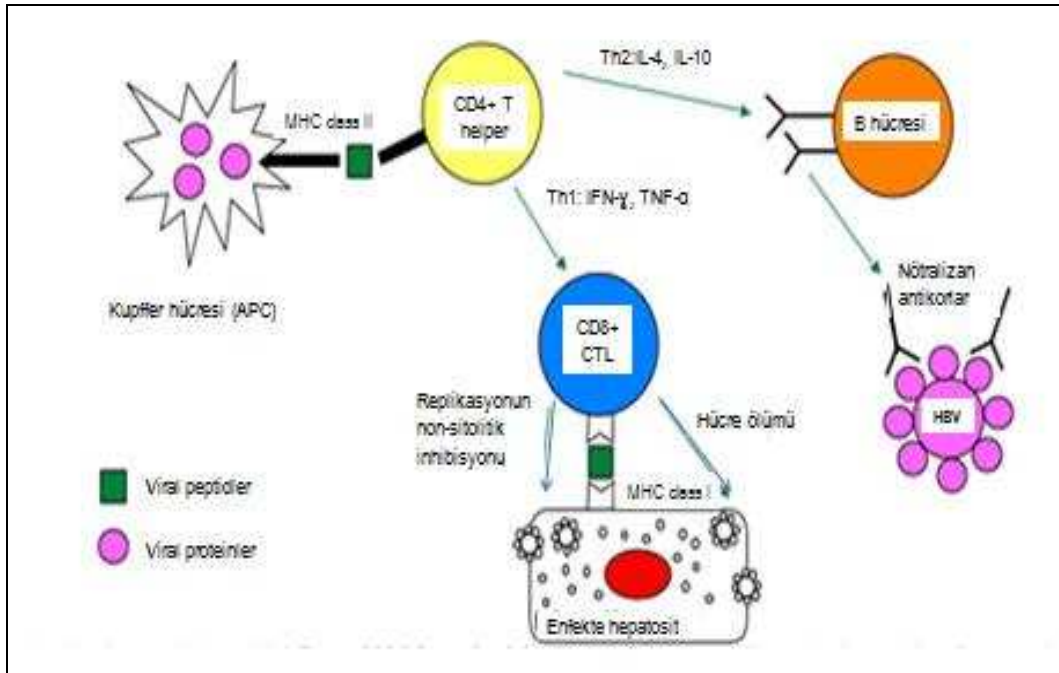 Th2:IL-4, IL-10
CD4+ T
helper
MHC class II
B hücresi
Th1: IFN-ɣ, TNF-α
Kupffer hücresi (APC)
Nötralizan
antikorlar
CD8+
CTL
HBV
Replikasyonun
non-sitolitik
inhibisyonu
Hücre ölümü
MHC class I
Viral peptidler
Viral proteinler
Enfekte hepatosit